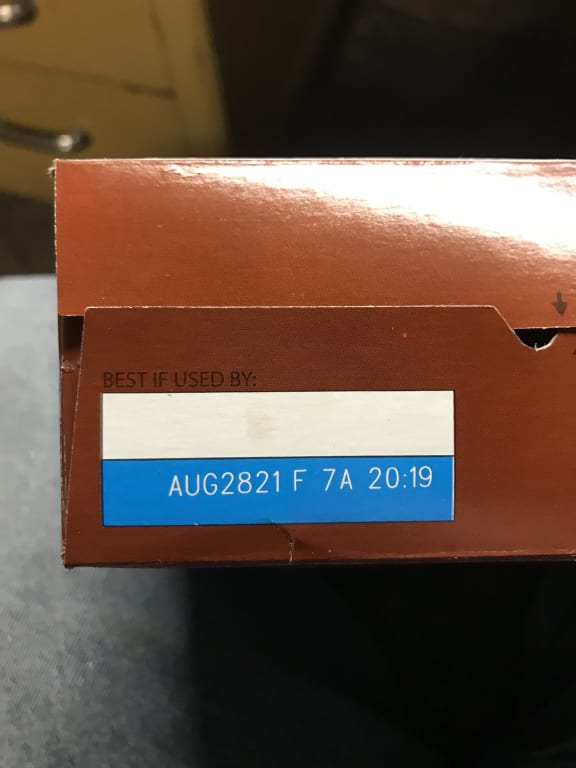 BEST IF USED BY:
AUG2821 F 7A 20:19